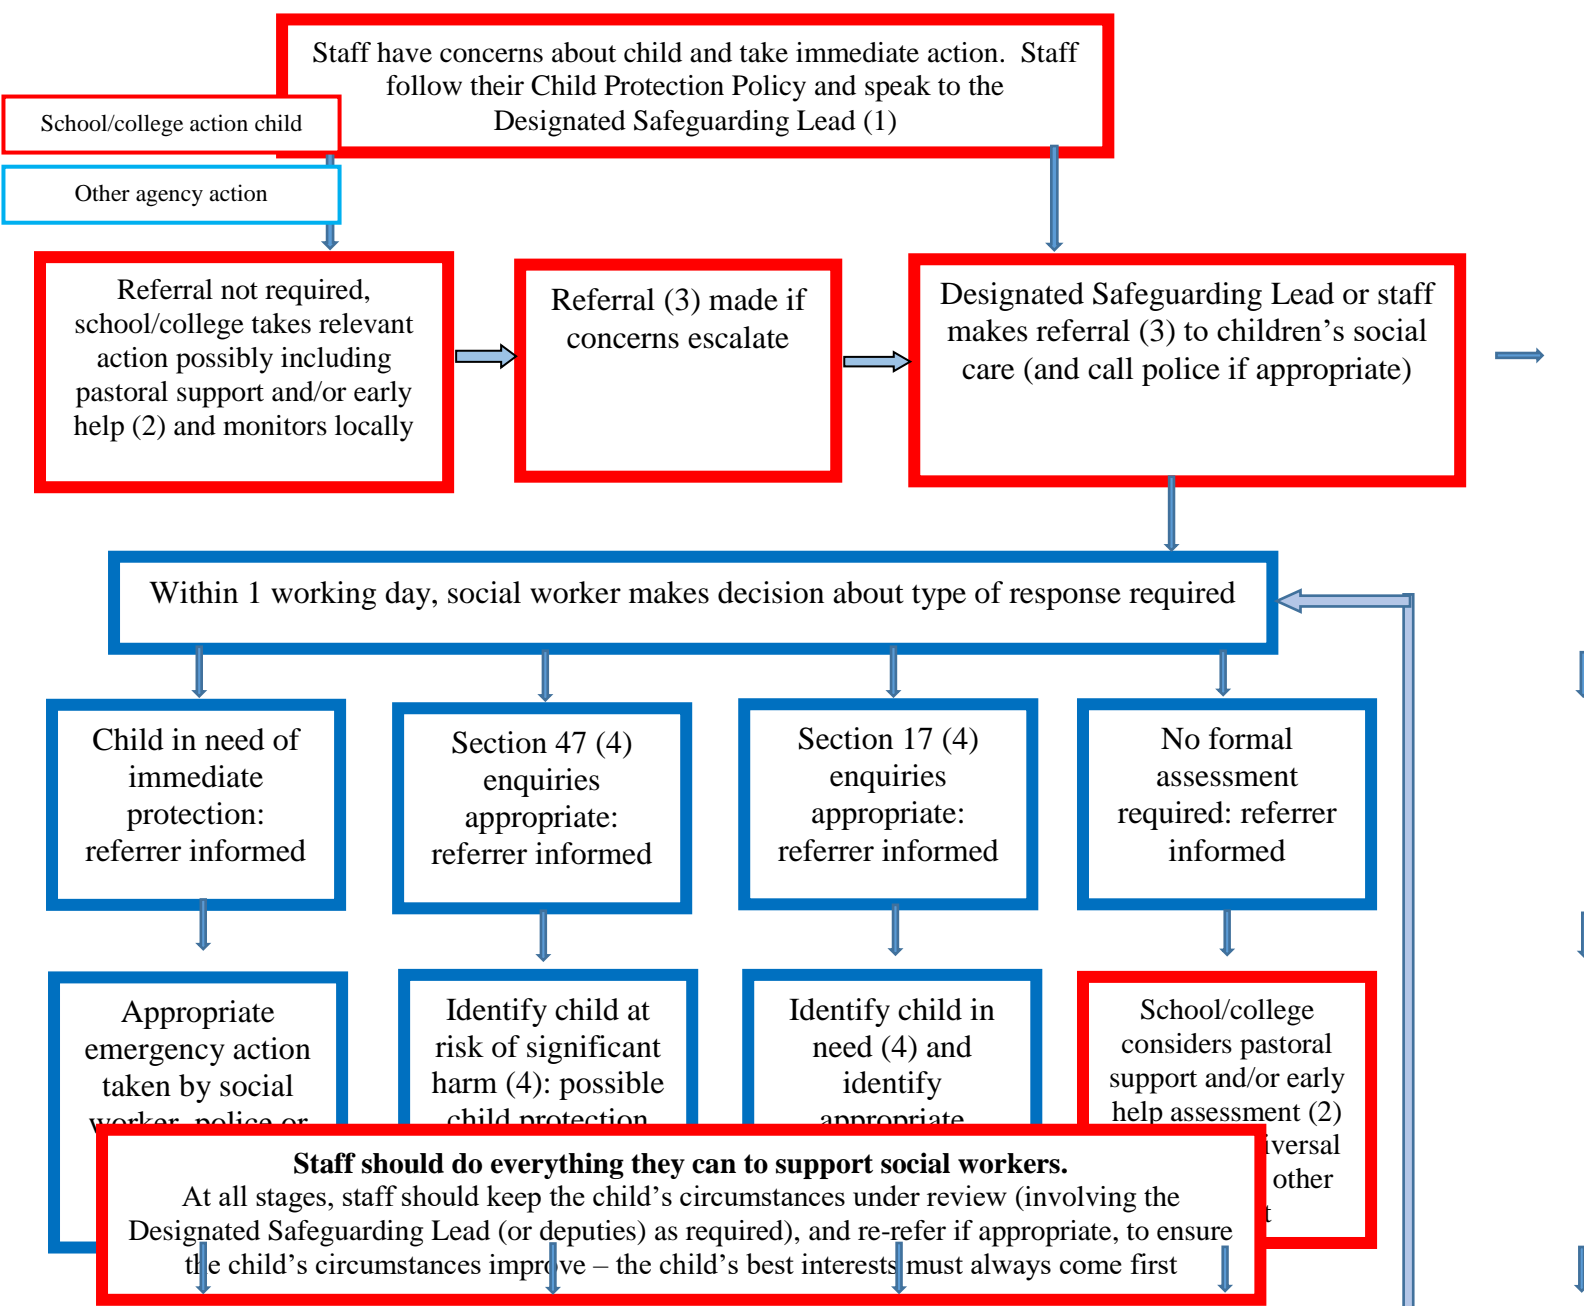 Staff have concerns about child and take immediate action.  Staff
follow their Child Protection Policy and speak to the
Designated Safeguarding Lead (1)
School/college action child
Other agency action
Referral not required,
school/college takes relevant
action possibly including
pastoral support and/or early
help (2) and monitors locally
Referral (3) made if
concerns escalate
Designated Safeguarding Lead or staff
makes referral (3) to children’s social
care (and call police if appropriate)
Within 1 working day, social worker makes decision about type of response required
Child in need of
immediate
protection:
referrer informed
Section 47 (4)
enquiries
appropriate:
referrer informed
Section 17 (4)
enquiries
appropriate:
referrer informed
No formal
assessment
required: referrer
informed
Appropriate
emergency action
taken by social
worker, police or
Identify child at
risk of significant
harm (4): possible
child protection
Identify child in
need (4) and
identify
appropriate
School/college
considers pastoral
support and/or early
help assessment (2)
other
Staff should do everything they can to support social workers.
At all stages, staff should keep the child’s circumstances under review (involving the
Designated Safeguarding Lead (or deputies) as required), and re-refer if appropriate, to ensure
the child’s circumstances improve – the child’s best interests must always come first